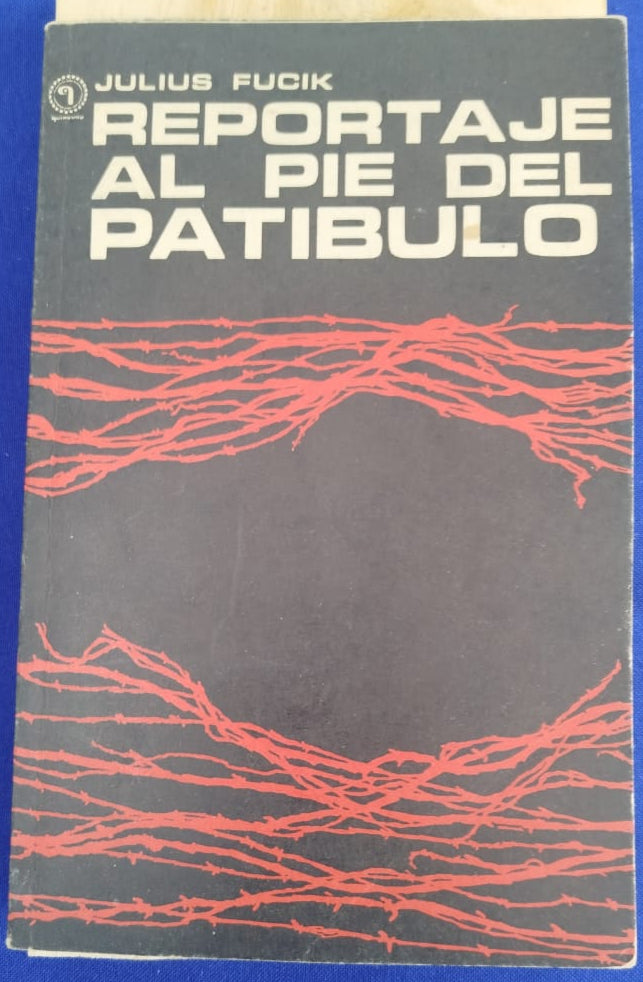 JULIUS FUCIK
REPORTAJE
AL PIE DEL
PATIBULO